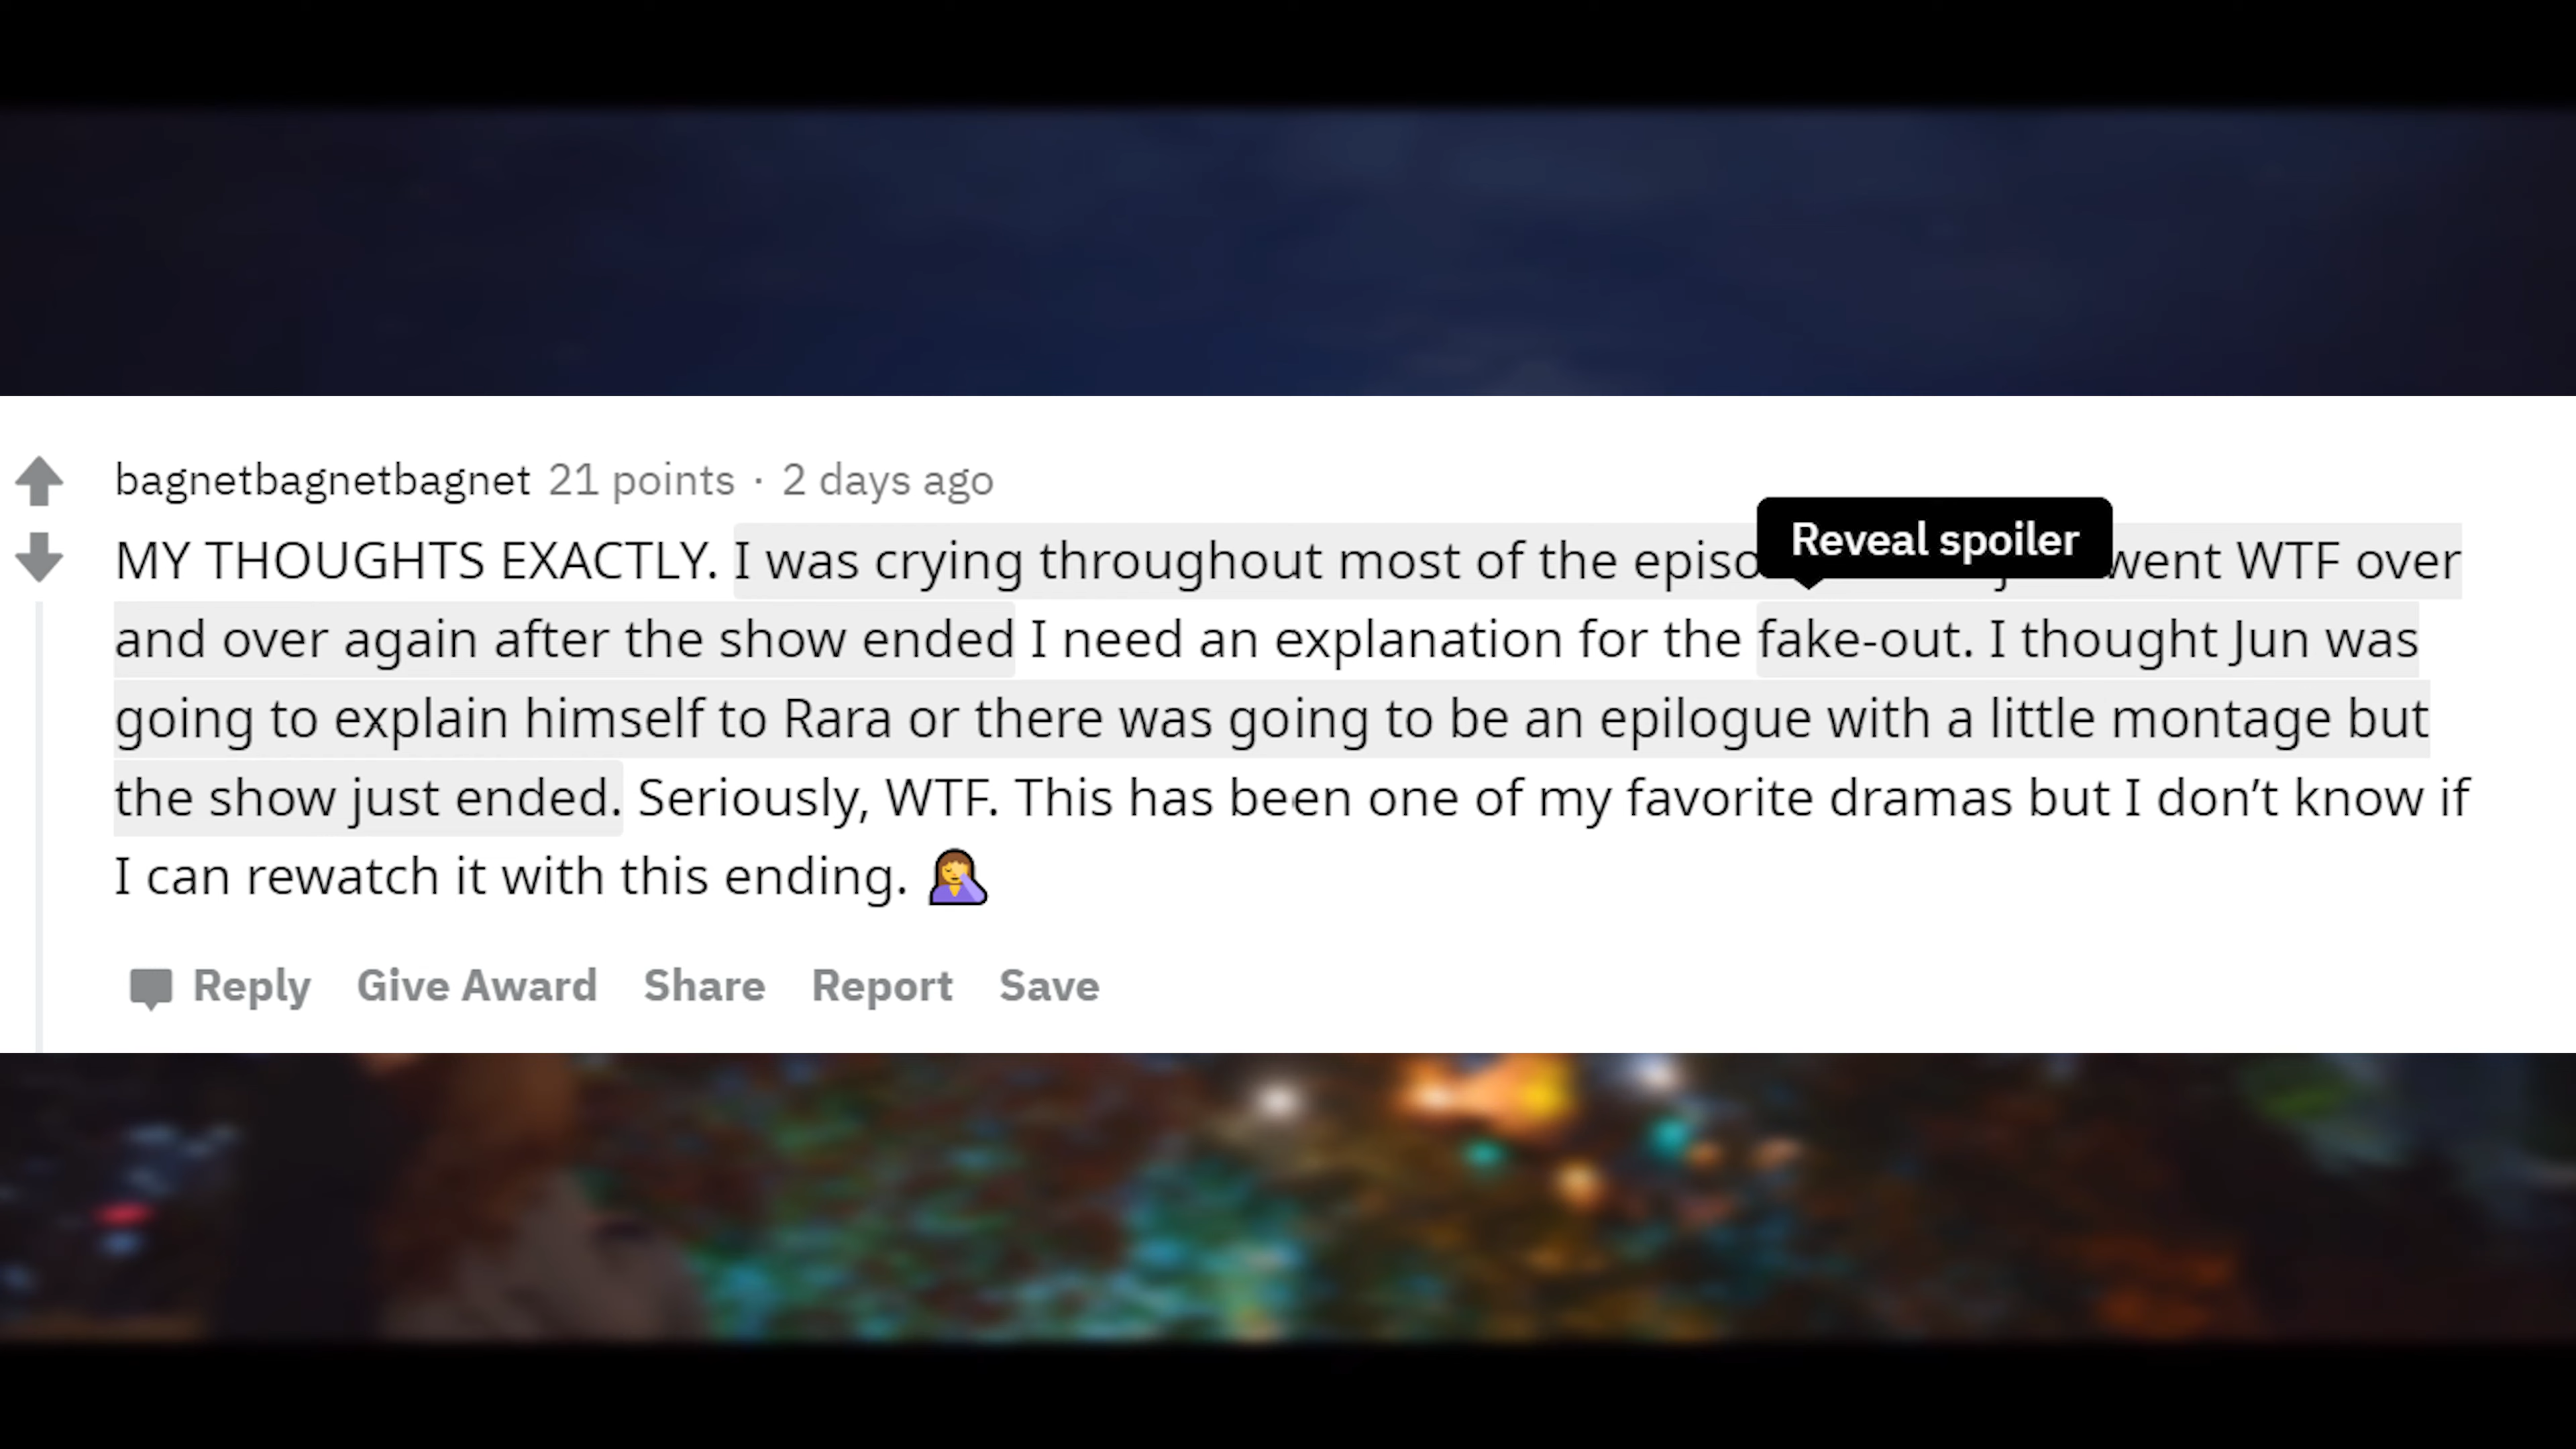 bagnetbagnetbagnet 21 points · 2 days ago
Reveal spoiler
MY THOUGHTS EXACTLY. I was crying throughout most of the went WTF over
and over again after the show ended I need an explanation for the fake-out. I thought Jun was
going to explain himself to Rara or there was going to be an epilogue with a little montage but
the show just ended. Seriously, WTF. This has been one of my favorite dramas but I don’t know if
I can rewatch it with this ending. 🤦‍♀️
Reply Give Award Share Report Save